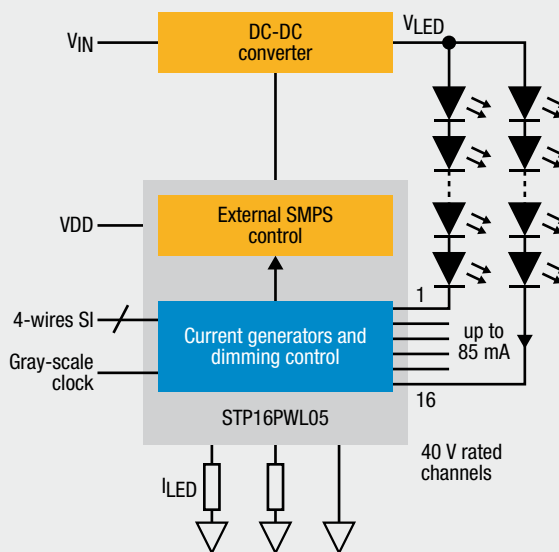 DC-DC
converter
VIN
VLED
External SMPS
control
VDD
1
4-wires SI
Current generators and
dimming control
up to
85 mA
Gray-scale
clock
16
STP16PWL05
40 V rated
channels
ILED